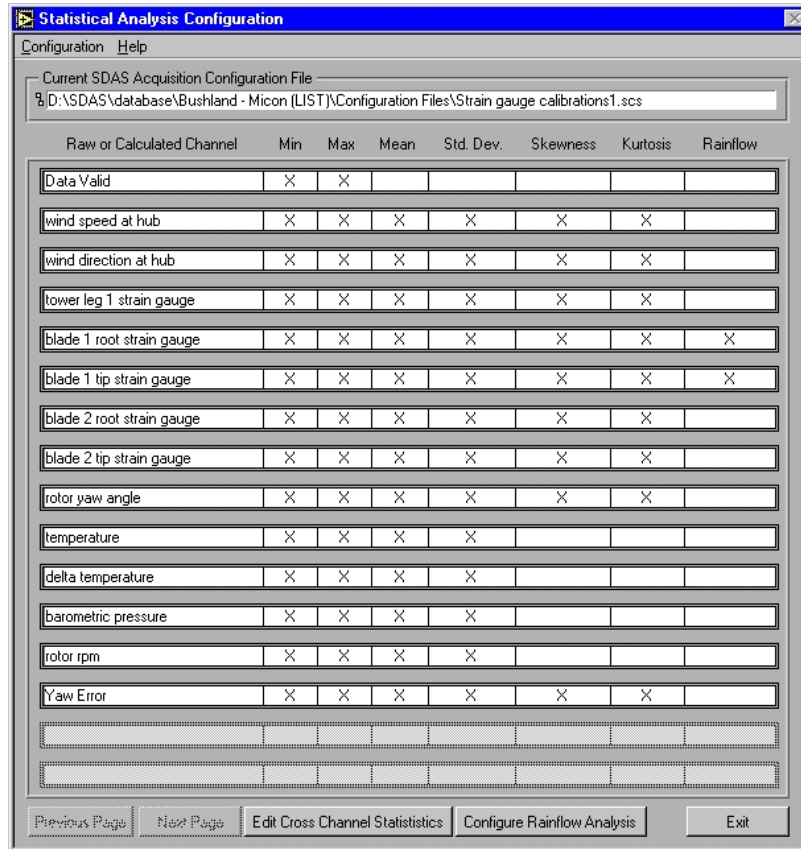 Statistical Analysis Configuration
Configuration Help
Current SDAS Acquisition Configuration File
D:\SDAS\database\Bushland - Micon (LIST)\Configuration Files\Strain gauge calibrations1.scs
Raw or Calculated Channel Min Max Mean Std. Dev. Skewness Kurtosis Rainflow
Data Valid X X
wind speed at hub X X X X X X
wind direction at hub X X X X X X
tower leg 1 strain gauge X X X X X X
blade 1 root strain gauge X X X X X X X
blade 1 tip strain gauge X X X X X X X
blade 2 root strain gauge X X X X X X
blade 2 tip strain gauge X X X X X X
rotor yaw angle X X X X X X
temperature X X X X
delta temperature X X X X
barometric pressure X X X X
rotor rpm X X X X
Yaw Error X X X X X X
Previous Page Next Page Edit Cross Channel Statististics Configure Rainflow Analysis Exit